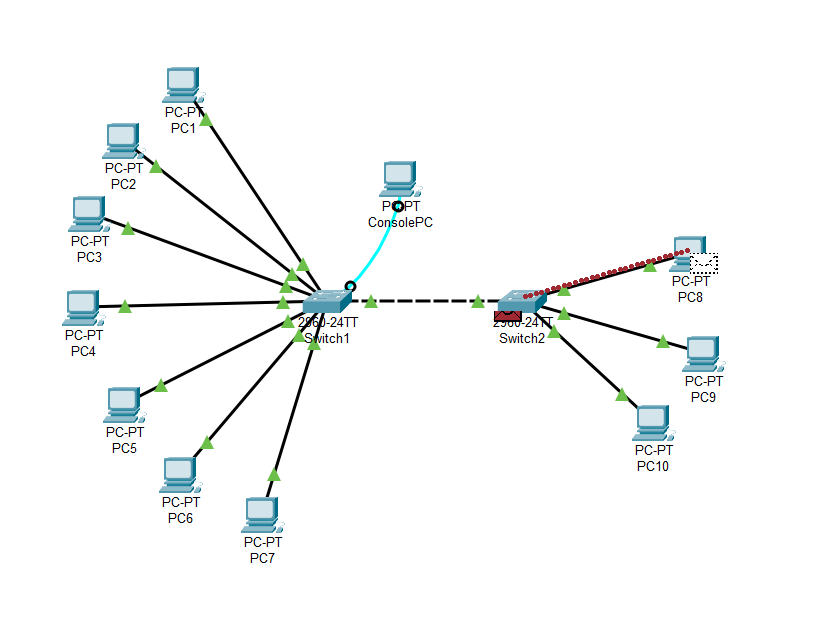 PC-PT
PC1
PC-PT
PC2
PC-PT
ConsolePC
PC-PT
PC3
PC-PT
PC8
2960-24TT
Switch1
2960-24TT
Switch2
PC-PT
PC4
PC-PT
PC9
PC-PT
PC5
PC-PT
PC10
PC-PT
PC6
PC-PT
PC7